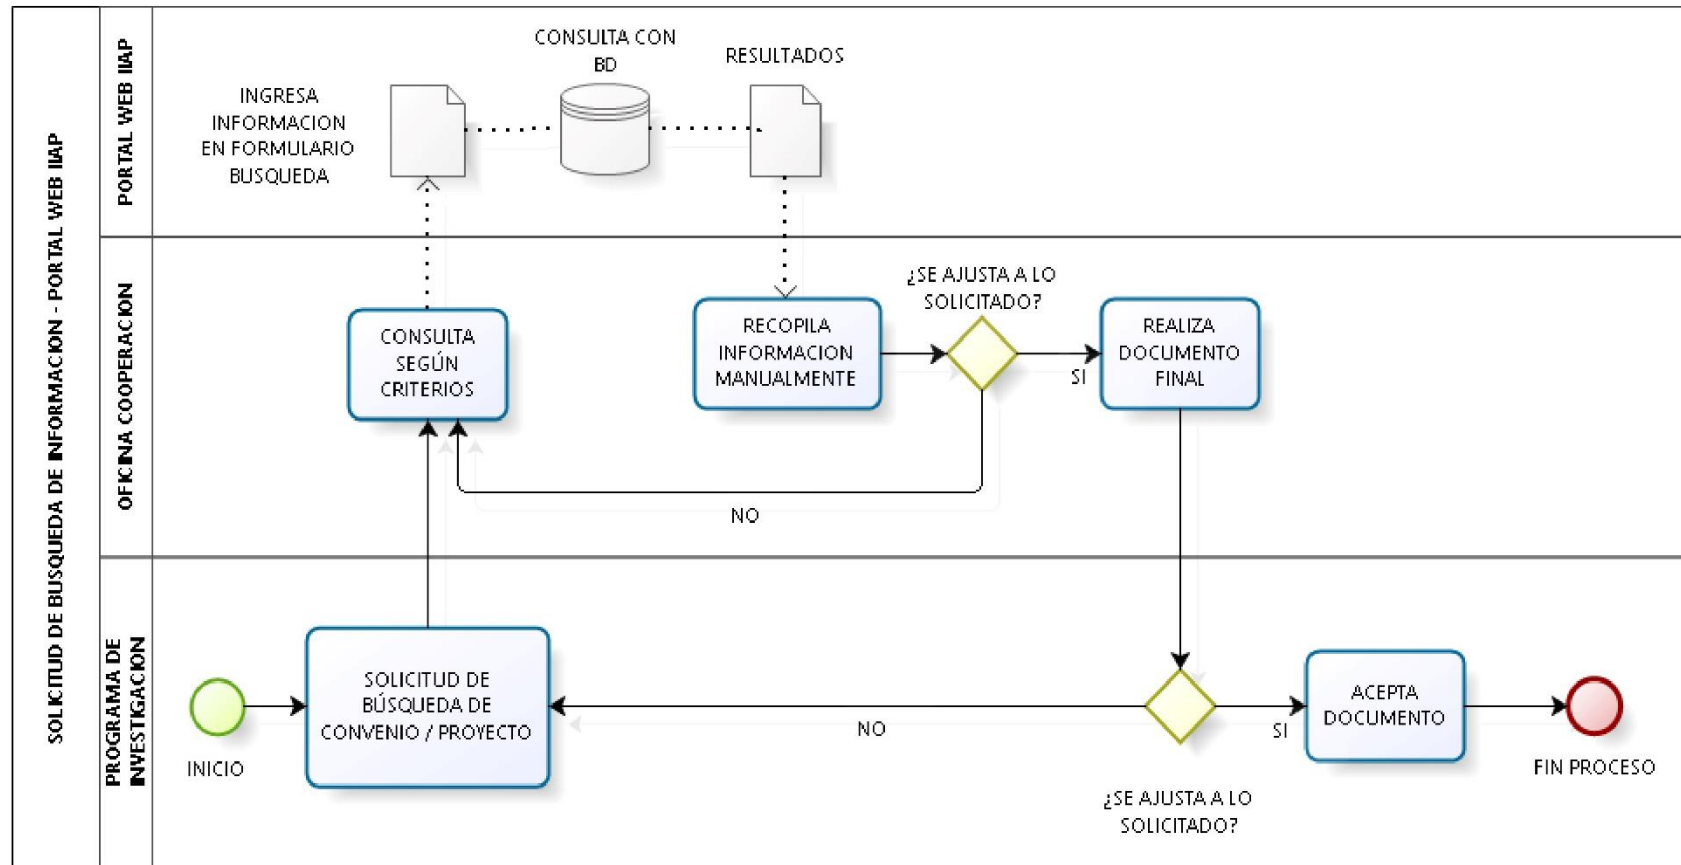 SOLICITUD DE BUSQUEDA DE INFORMACION - PORTAL WEB IIAP
PORTAL WEB IIAP
INGRESA
INFORMACION
EN FORMULARIO
BUSQUEDA
CONSULTA CON
BD
RESULTADOS
OFICINA COOPERACION
CONSULTA
SEGÚN
CRITERIOS
RECOPILA
INFORMACION
MANUALMENTE
¿SE AJUSTA A LO
SOLICITADO?
SI
REALIZA
DOCUMENTO
FINAL
NO
PROGRAMA DE
INVESTIGACION
INICIO
SOLICITUD DE
BÚSQUEDA DE
CONVENIO / PROYECTO
NO
¿SE AJUSTA A LO
SOLICITADO?
SI
ACEPTA
DOCUMENTO
FIN PROCESO